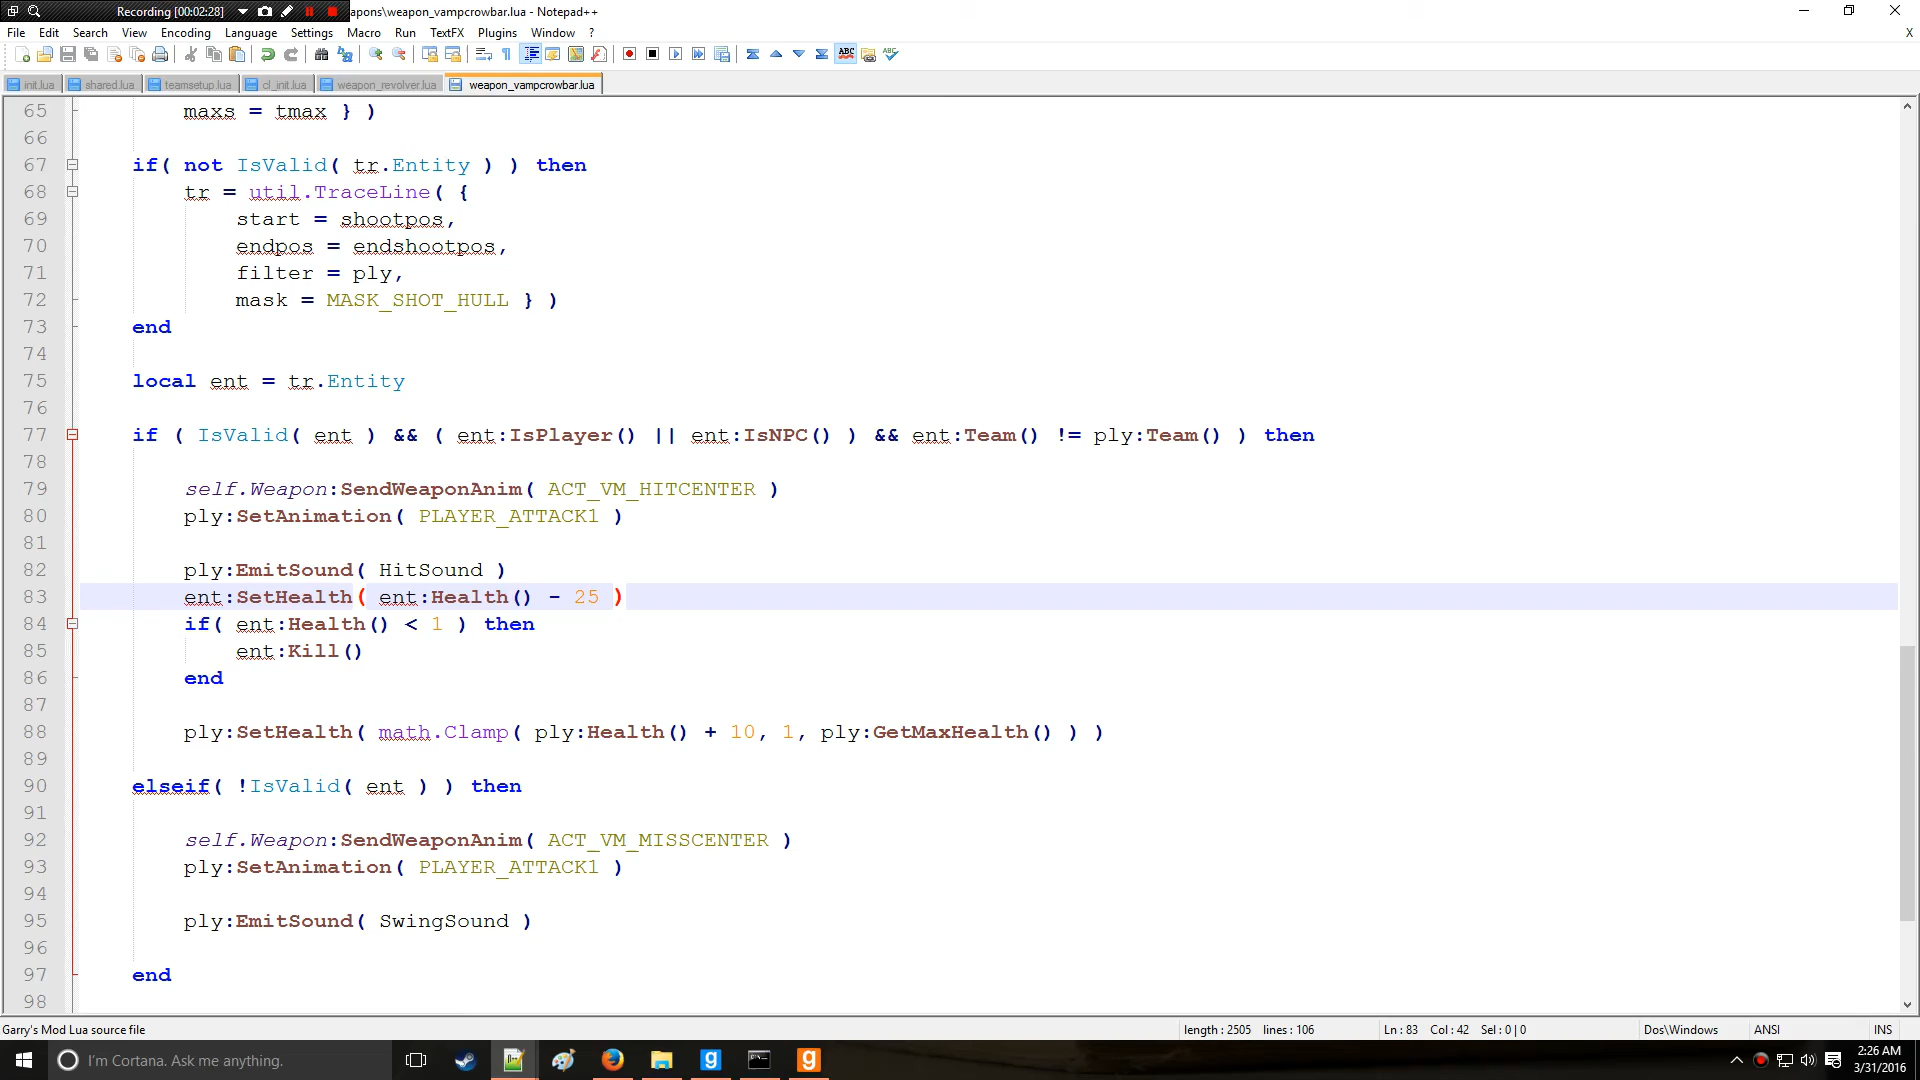 Recording [00:02:28]
apons\weapon_vampcrowbar.lua - Notepad++
File Edit Search View Encoding Language Settings Macro Run TextFX Plugins Window ?
X
init.lua shared.lua teamsetup.lua cl_init.lua weapon_revolver.lua weapon_vampcrowbar.lua
65 maxs = tmax } )
66
67 if( not IsValid( tr.Entity ) ) then
68 tr = util.TraceLine( {
69 start = shootpos,
70 endpos = endshootpos,
71 filter = ply,
72 mask = MASK_SHOT_HULL } )
73 end
74
75 local ent = tr.Entity
76
77 if ( IsValid( ent ) && ( ent:IsPlayer() || ent:IsNPC() ) && ent:Team() != ply:Team() ) then
78
79 self.Weapon:SendWeaponAnim( ACT_VM_HITCENTER )
80 ply:SetAnimation( PLAYER_ATTACK1 )
81
82 ply:EmitSound( HitSound )
83 ent:SetHealth( ent:Health() - 25 )
84 if( ent:Health() < 1 ) then
85 ent:Kill()
86 end
87
88 ply:SetHealth( math.Clamp( ply:Health() + 10, 1, ply:GetMaxHealth() ) )
89
90 elseif( !IsValid( ent ) ) then
91
92 self.Weapon:SendWeaponAnim( ACT_VM_MISSCENTER )
93 ply:SetAnimation( PLAYER_ATTACK1 )
94
95 ply:EmitSound( SwingSound )
96
97 end
98
Garry's Mod Lua source file length : 2505 lines : 106 Ln : 83 Col : 42 Sel : 0 | 0 Dos\Windows ANSI INS
I'm Cortana. Ask me anything.
2:26 AM
3/31/2016